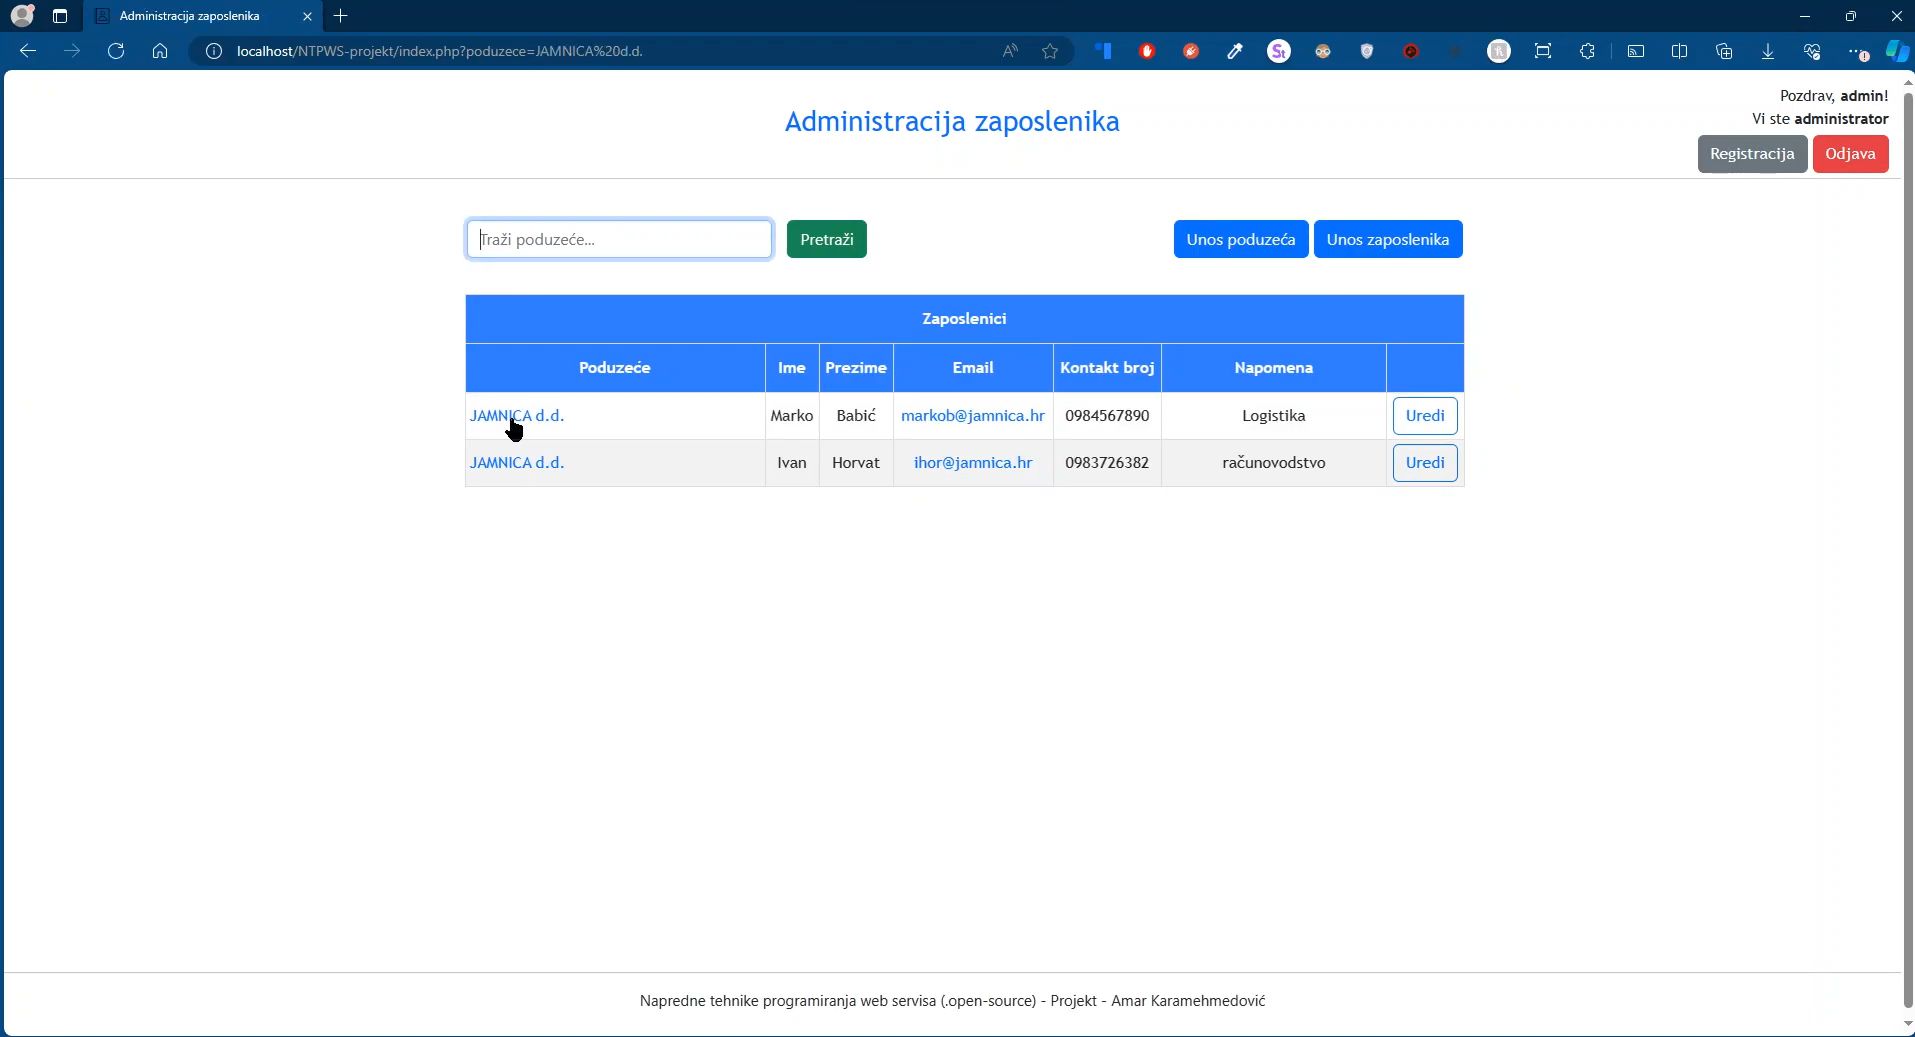 Administracija zaposlenika
localhost/NTPWS-projekt/index.php?poduzece=JAMNICA%20d.d.
Pozdrav, admin!
Vi ste administrator
Registracija Odjava
Administracija zaposlenika
Traži poduzeće...
Pretraži
Unos poduzeća
Unos zaposlenika
Zaposlenici
Poduzeće Ime Prezime Email Kontakt broj Napomena
JAMNICA d.d. Marko Babić markob@jamnica.hr 0984567890 Logistika Uredi
JAMNICA d.d. Ivan Horvat ihor@jamnica.hr 0983726382 računovodstvo Uredi
Napredne tehnike programiranja web servisa (.open-source) - Projekt - Amar Karamehmedović